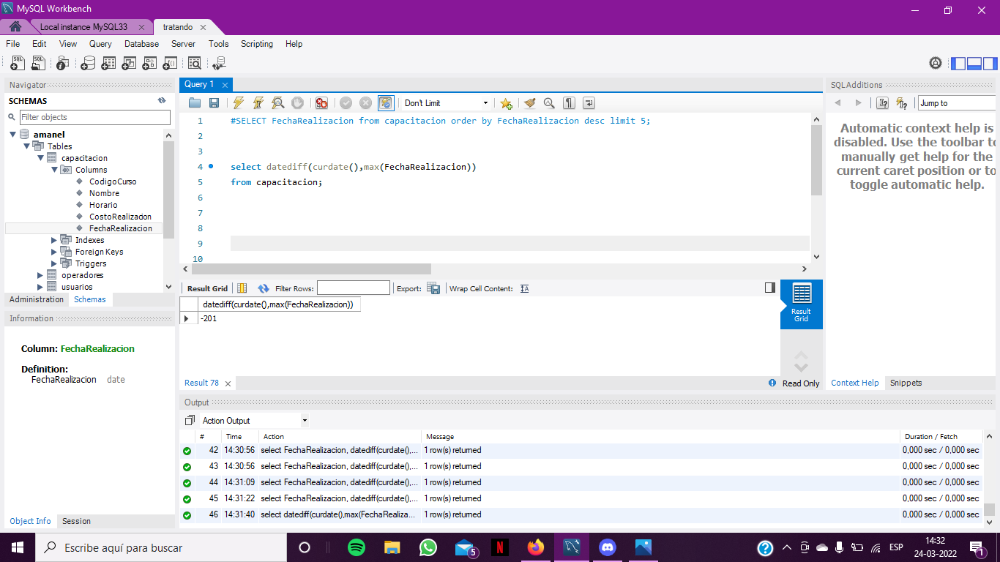 MySQL Workbench
Local instance MySQL33
tratando
File Edit View Query Database Server Tools Scripting Help
Navigator
SCHEMAS
Filter objects
amanel
Tables
capacitacion
Columns
CodigoCurso
Nombre
Horario
CostoRealizacion
FechaRealizacion
Indexes
Foreign Keys
Triggers
operadores
usuarios
Administration Schemas
Information
Column: FechaRealizacion
Definition:
FechaRealizacion date
Object Info Session
Query 1
Don't Limit
1 #SELECT FechaRealizacion from capacitacion order by FechaRealizacion desc limit 5;
2
3
4 select datediff(curdate(),max(FechaRealizacion))
5 from capacitacion;
6
7
8
9
10
Result Grid Filter Rows: Export: Wrap Cell Content:
datediff(curdate(),max(FechaRealizacion))
-201
Result
Grid
Result 78
Read Only
SQLAdditions
Jump to
Automatic context help is
disabled. Use the toolbar to
manually get help for the
current caret position or to
toggle automatic help.
Context Help Snippets
Output
Action Output
# Time Action Message Duration / Fetch
42 14:30:56 select FechaRealizacion, datediff(curdate(),... 1 row(s) returned 0,000 sec / 0,000 sec
43 14:30:56 select FechaRealizacion, datediff(curdate(),... 1 row(s) returned 0,000 sec / 0,000 sec
44 14:31:09 select FechaRealizacion, datediff(curdate(),... 1 row(s) returned 0,000 sec / 0,000 sec
45 14:31:22 select FechaRealizacion, datediff(curdate(),... 1 row(s) returned 0,000 sec / 0,000 sec
46 14:31:40 select datediff(curdate(),max(FechaRealiza... 1 row(s) returned 0,000 sec / 0,000 sec
Escribe aquí para buscar
5
N
ESP
14:32
24-03-2022
1